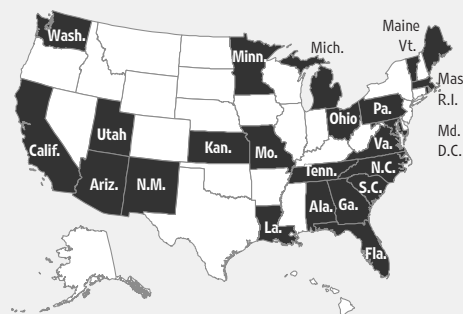 Maine
Wash.
Vt.
Minn.
Mich.
Mas
R.I.
Ohio
Pa.
Md.
D.C.
Utah
Va.
Calif.
Kan.
Mo.
N.C.
Tenn.
Ariz.
N.M.
S.C.
Ala.
Ga.
La.
Fla.